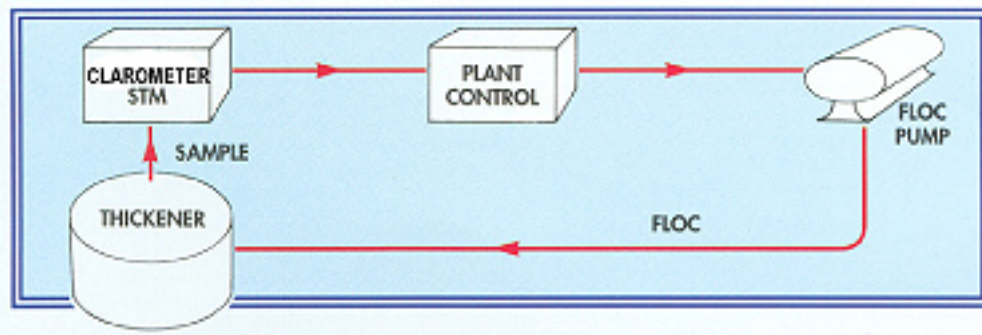 CLAROMETER
STM
PLANT
CONTROL
FLOC
PUMP
SAMPLE
THICKENER
FLOC